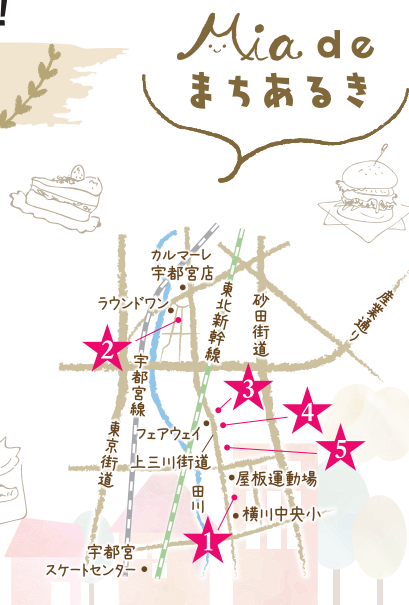 !
Mia de
まちあるき
カルマーレ
宇都宮店
ラウンドワン
東北新幹線
砂田街道
産業通り
2
宇都宮線
3
4
東京街道
フェアウェイ
5
上三川街道
屋板運動場
田川
横川中央小
1
宇都宮
スケートセンター